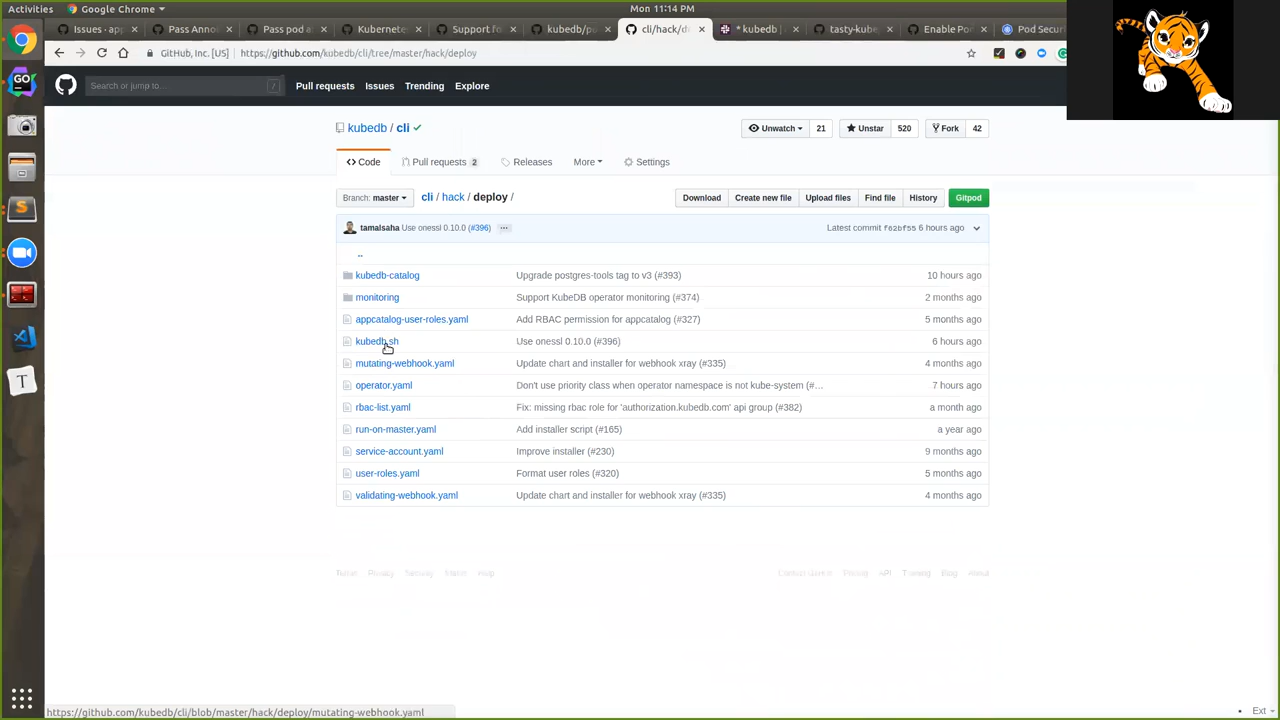 Activities
Google Chrome
Mon 11:14 PM
Issues · app
Pass Anno
Pass pod a
Kubernete
Support fo
kubedb/po
cli/hack/d
* kubedb |
tasty-kube
Enable Po
Pod Secur
GitHub, Inc. [US]
https://github.com/kubedb/cli/tree/master/hack/deploy
Search or jump to...
/
Pull requests
Issues
Trending
Explore
kubedb / cli
Unwatch
21
Unstar
520
Fork
42
<> Code
Pull requests 2
Releases
More
Settings
Branch: master
cli / hack / deploy /
Download
Create new file
Upload files
Find file
History
Gitpod
tamalsaha Use onessl 0.10.0 (#396)
Latest commit f62bf55 6 hours ago
..
kubedb-catalog Upgrade postgres-tools tag to v3 (#393) 10 hours ago
monitoring Support KubeDB operator monitoring (#374) 2 months ago
appcatalog-user-roles.yaml Add RBAC permission for appcatalog (#327) 5 months ago
kubedb.sh Use onessl 0.10.0 (#396) 6 hours ago
mutating-webhook.yaml Update chart and installer for webhook xray (#335) 4 months ago
operator.yaml Don't use priority class when operator namespace is not kube-system (#... 7 hours ago
rbac-list.yaml Fix: missing rbac role for 'authorization.kubedb.com' api group (#382) a month ago
run-on-master.yaml Add installer script (#165) a year ago
service-account.yaml Improve installer (#230) 9 months ago
user-roles.yaml Format user roles (#320) 5 months ago
validating-webhook.yaml Update chart and installer for webhook xray (#335) 4 months ago
https://github.com/kubedb/cli/blob/master/hack/deploy/mutating-webhook.yaml
Ext
GO
S
T